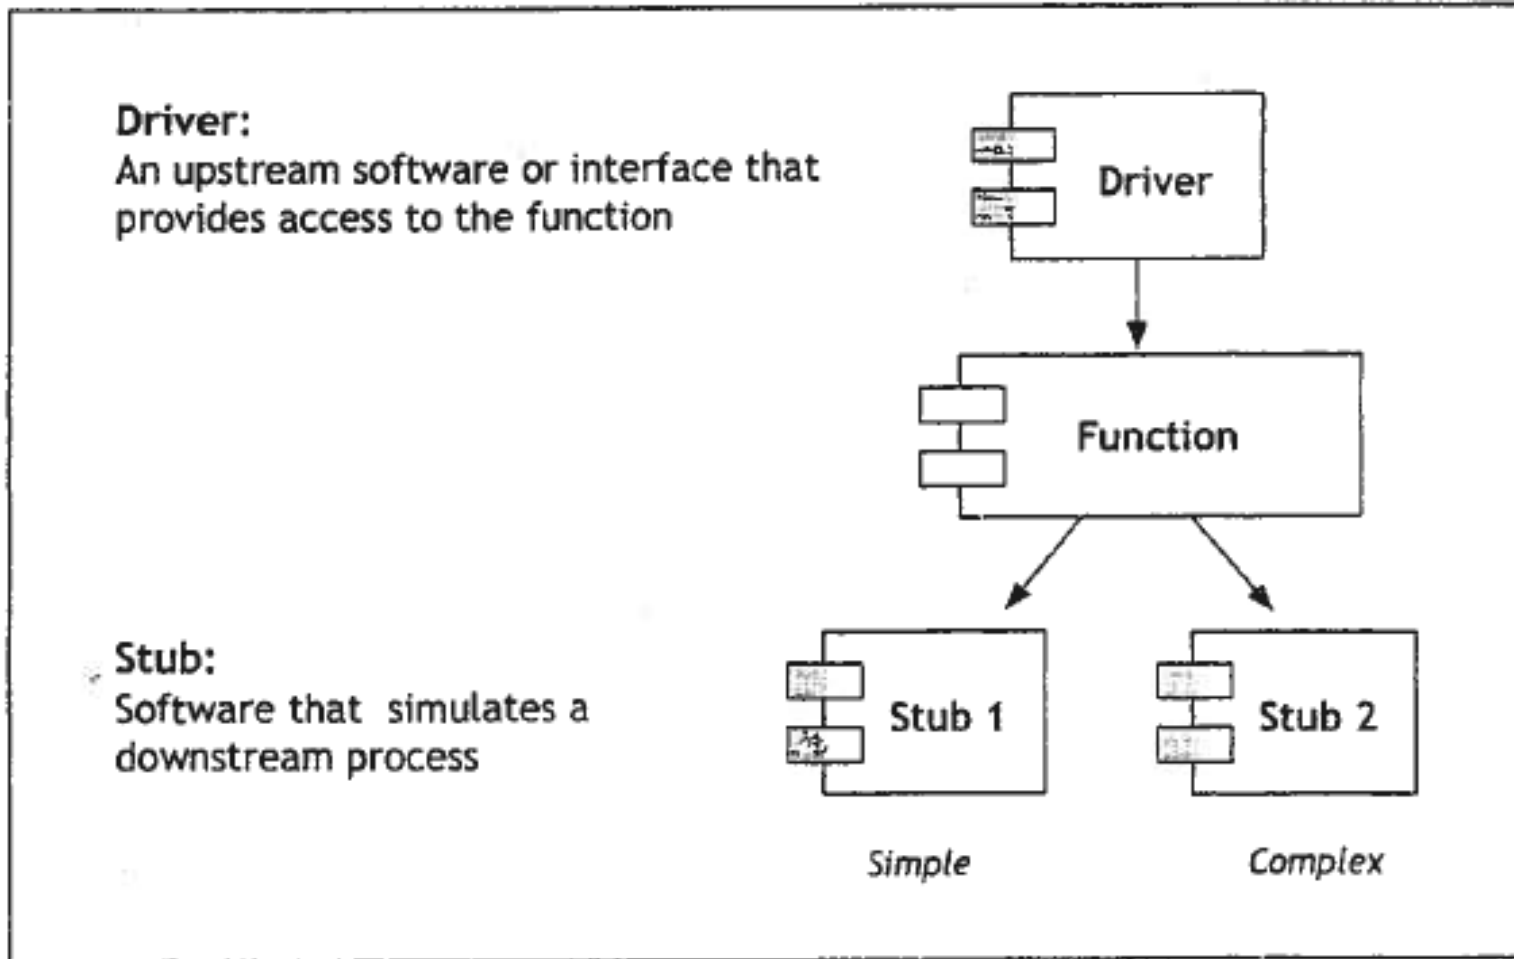 Driver:
An upstream software or interface that
provides access to the function
Driver
Function
Stub:
Software that simulates a
downstream process
Stub 1
Stub 2
Simple
Complex